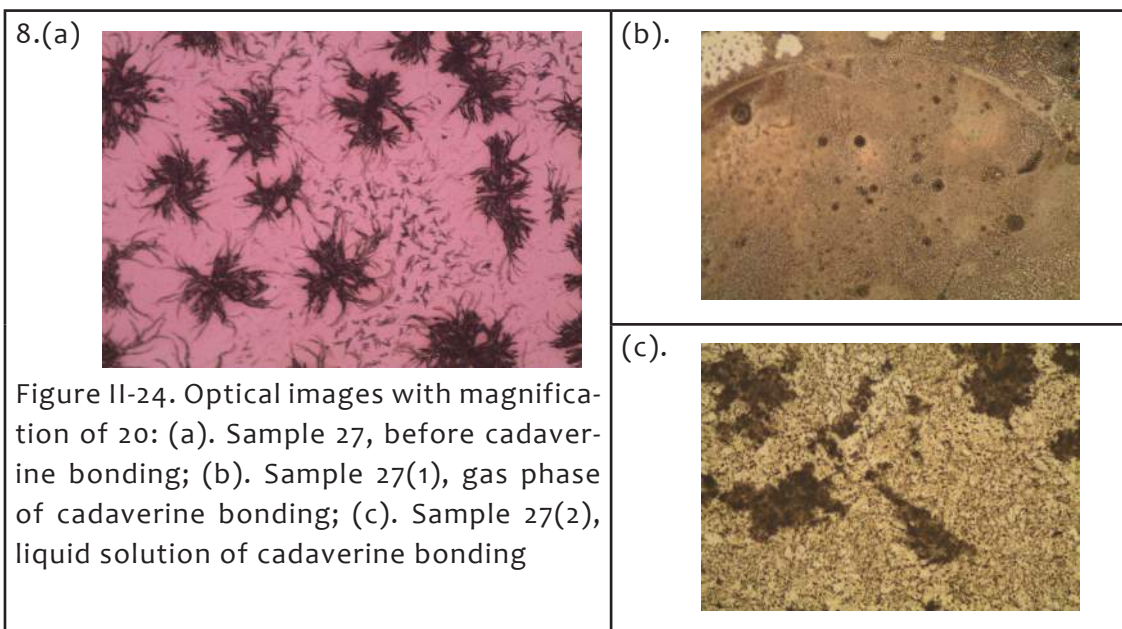 8.(a)
(b).
(c).
Figure II-24. Optical images with magnifica-
tion of 20: (a). Sample 27, before cadaver-
ine bonding; (b). Sample 27(1), gas phase
of cadaverine bonding; (c). Sample 27(2),
liquid solution of cadaverine bonding